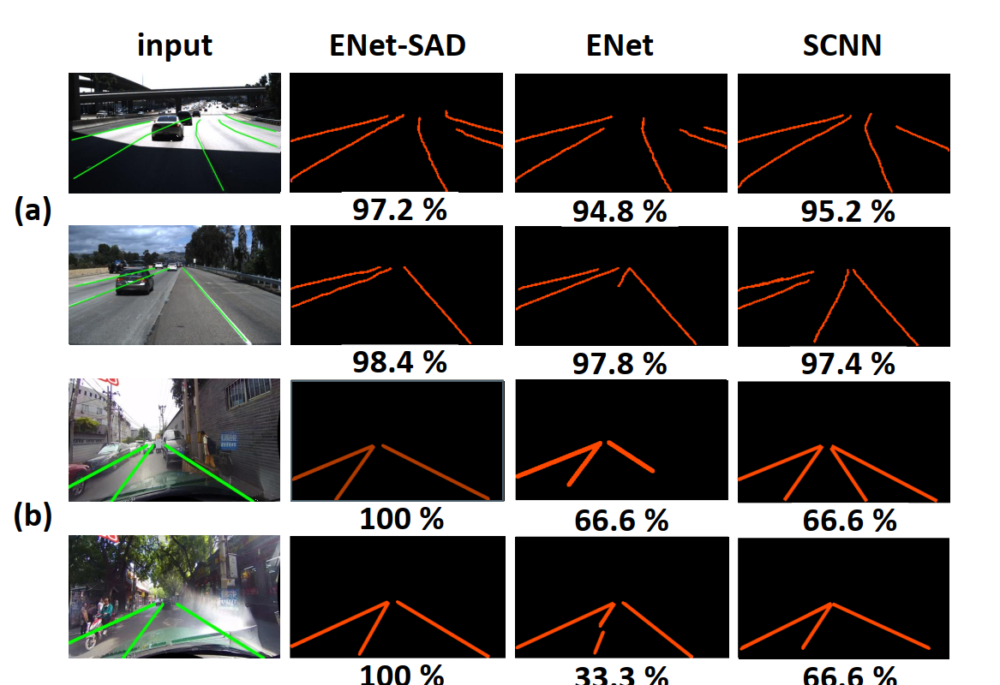 input ENet-SAD ENet SCNN
(a)
97.2 % 94.8 % 95.2 %
98.4 % 97.8 % 97.4 %
(b)
100 % 66.6 % 66.6 %
100 % 33.3 % 66.6 %